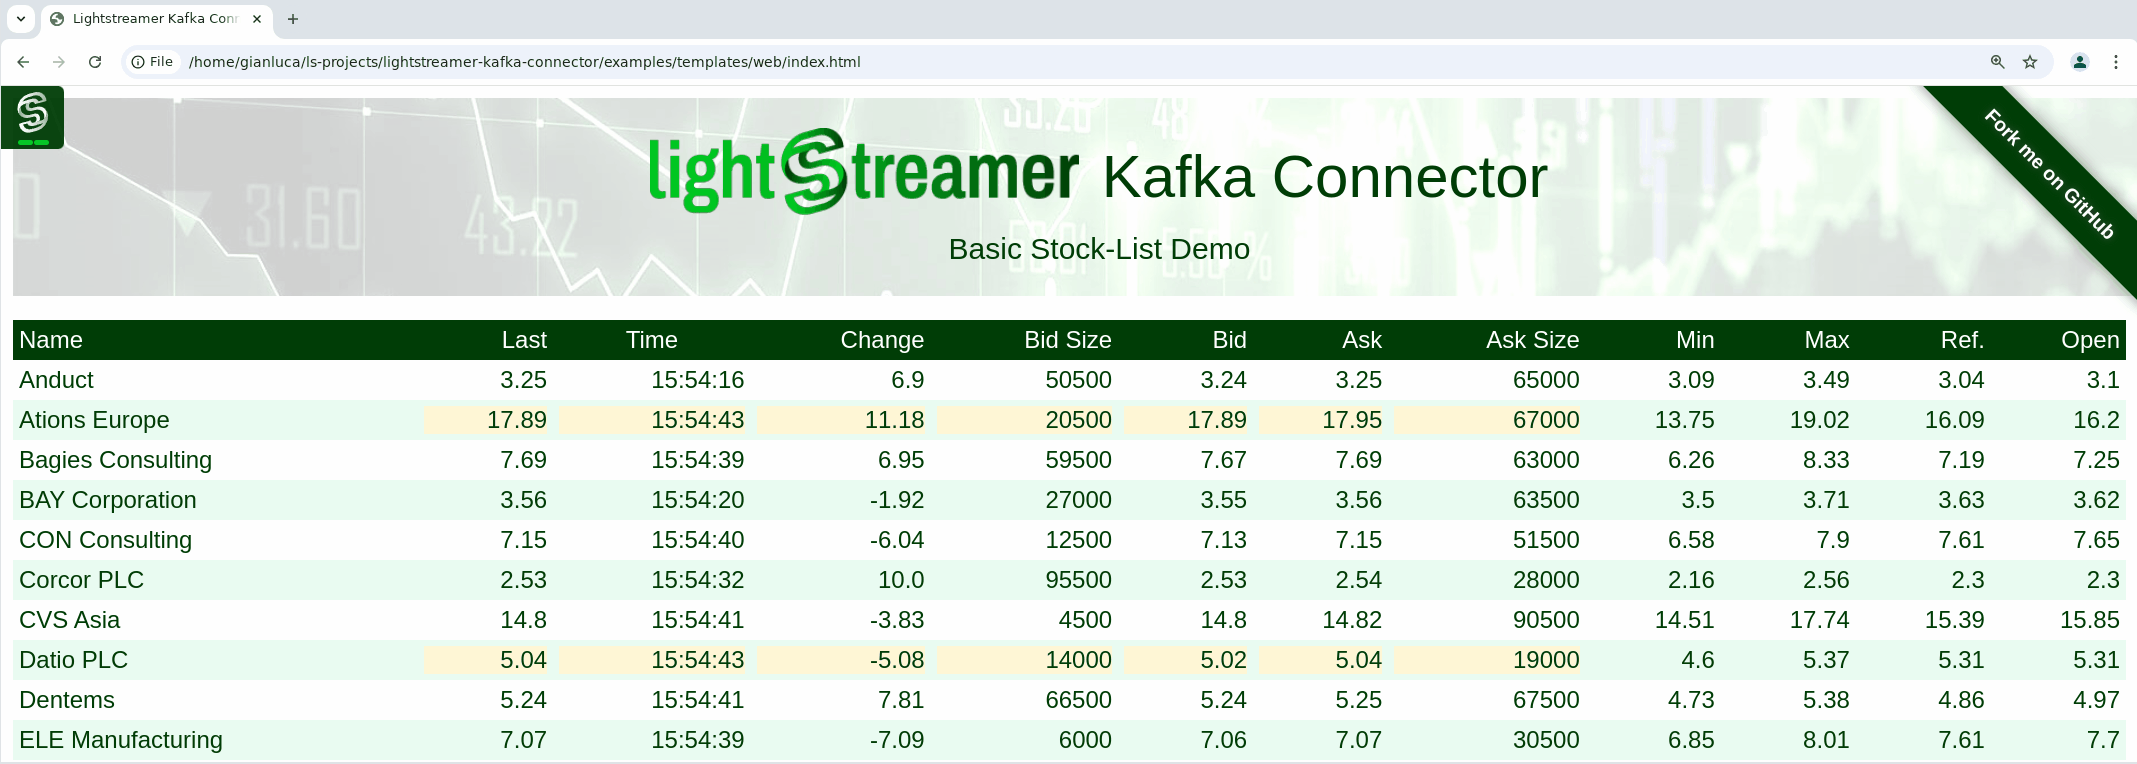 Lightstreamer Kafka Conn
File /home/gianluca/ls-projects/lightstreamer-kafka-connector/examples/templates/web/index.html
lightStreamer Kafka Connector
Basic Stock-List Demo
Fork me on GitHub
31.60
43.22
Name Last Time Change Bid Size Bid Ask Ask Size Min Max Ref. Open
Anduct 3.25 15:54:16 6.9 50500 3.24 3.25 65000 3.09 3.49 3.04 3.1
Ations Europe 17.89 15:54:43 11.18 20500 17.89 17.95 67000 13.75 19.02 16.09 16.2
Bagies Consulting 7.69 15:54:39 6.95 59500 7.67 7.69 63000 6.26 8.33 7.19 7.25
BAY Corporation 3.56 15:54:20 -1.92 27000 3.55 3.56 63500 3.5 3.71 3.63 3.62
CON Consulting 7.15 15:54:40 -6.04 12500 7.13 7.15 51500 6.58 7.9 7.61 7.65
Corcor PLC 2.53 15:54:32 10.0 95500 2.53 2.54 28000 2.16 2.56 2.3 2.3
CVS Asia 14.8 15:54:41 -3.83 4500 14.8 14.82 90500 14.51 17.74 15.39 15.85
Datio PLC 5.04 15:54:43 -5.08 14000 5.02 5.04 19000 4.6 5.37 5.31 5.31
Dentems 5.24 15:54:41 7.81 66500 5.24 5.25 67500 4.73 5.38 4.86 4.97
ELE Manufacturing 7.07 15:54:39 -7.09 6000 7.06 7.07 30500 6.85 8.01 7.61 7.7